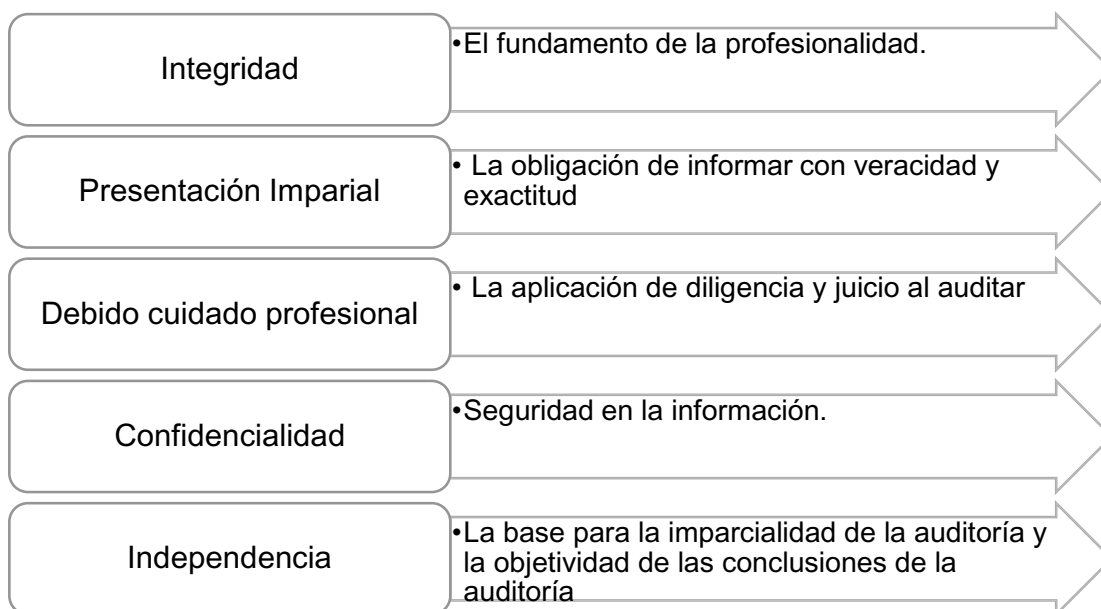 Integridad
•El fundamento de la profesionalidad.
Presentación Imparial
• La obligación de informar con veracidad y
exactitud
Debido cuidado profesional
• La aplicación de diligencia y juicio al auditar
Confidencialidad
•Seguridad en la información.
Independencia
•La base para la imparcialidad de la auditoría y
la objetividad de las conclusiones de la
auditoría